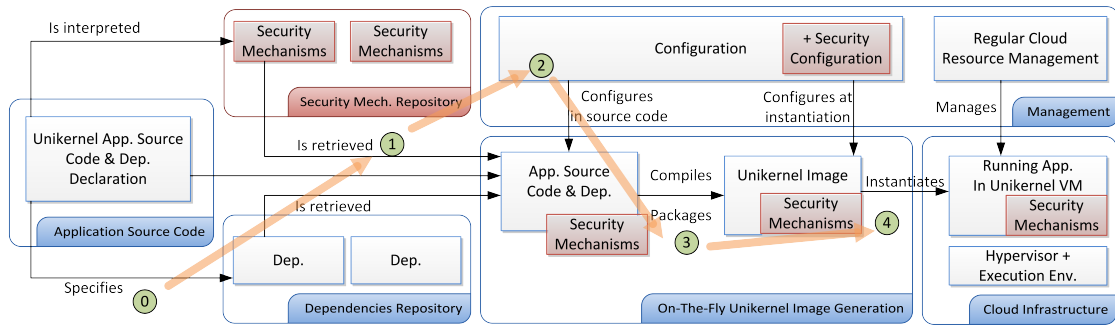 Is interpreted
Security
Mechanisms
Security
Mechanisms
Security Mech. Repository
Configuration
+ Security
Configuration
Regular Cloud
Resource Management
Management
Configures
in source code
Configures at
instantiation
Manages
Unikernel App. Source
Code & Dep.
Declaration
Application Source Code
Specifies
0
1
2
Is retrieved
Is retrieved
Dep.
Dep.
Dependencies Repository
App. Source
Code & Dep.
Security
Mechanisms
Compiles
Packages
3
Unikernel Image
Security
Mechanisms
4
On-The-Fly Unikernel Image Generation
Instantiates
Running App.
In Unikernel VM
Security
Mechanisms
Hypervisor +
Execution Env.
Cloud Infrastructure